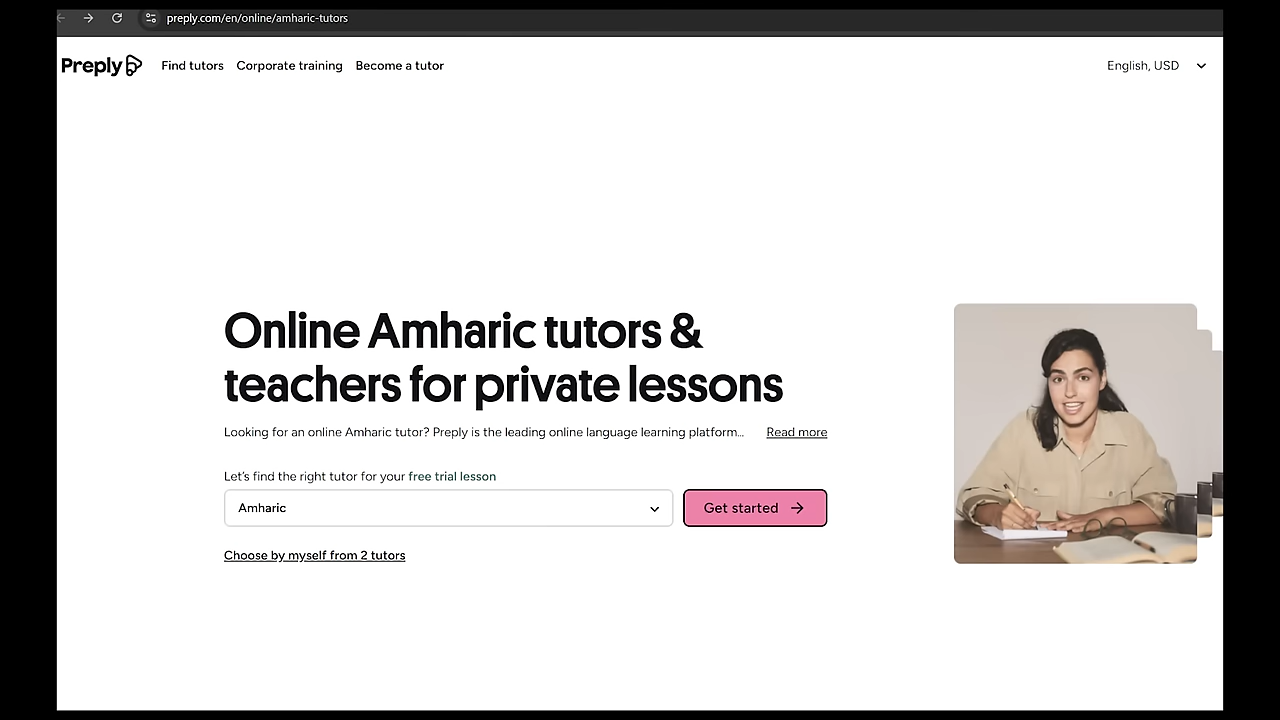 preply.com/en/online/amharic-tutors
Preply
Find tutors
Corporate training
Become a tutor
English, USD
Online Amharic tutors &
teachers for private lessons
Looking for an online Amharic tutor? Preply is the leading online language learning platform...
Read more
Let's find the right tutor for your free trial lesson
Amharic
Get started
Choose by myself from 2 tutors